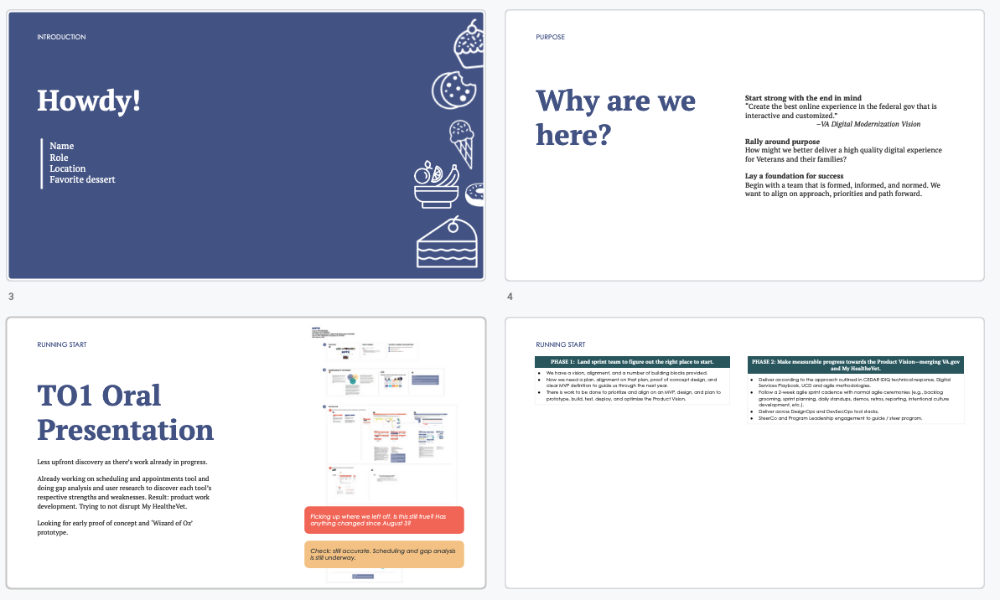 INTRODUCTION
Howdy!
Name
Role
Location
Favorite dessert
PURPOSE
Why are we
here?
Start strong with the end in mind
“Create the best online experience in the federal gov that is
interactive and customized.”
–VA Digital Modernization Vision
Rally around purpose
How might we better deliver a high quality digital experience
for Veterans and their families?
Lay a foundation for success
Begin with a team that is formed, informed, and normed. We
want to align on approach, priorities and path forward.
3
4
RUNNING START
TO1 Oral
Presentation
Less upfront discovery as there's work already in progress.
Already working on scheduling and appointments tool and
doing gap analysis and user research to discover each tool's
respective strengths and weaknesses. Result: product work
development. Trying to not disrupt My HealtheVet.
Looking for early proof of concept and 'Wizard of Oz'
prototype.
Picking up where we left off. Is this still true? Has
anything changed since August 3?
Check: still accurate. Scheduling and gap analysis
is still underway.
RUNNING START
PHASE 1: Land sprint team to figure out the right place to start.
• We have a vision, alignment, and a number of building blocks provided.
• Now we need a plan, alignment on that plan, proof of concept design, and
clear MVP definition to guide us through the next year.
• There is work to be done to prioritize and align on an MVP, design, and plan to
prototype, build, test, deploy, and optimize the Product Vision.
PHASE 2: Make measurable progress towards the Product Vision—merging VA.gov
and My HealtheVet.
• Deliver according to the approach outlined in CEDAR IDIQ technical response, Digital
Services Playbook, UCD and agile methodologies.
• Follow a 2-week agile sprint cadence with normal agile ceremonies (e.g., backlog
grooming, sprint planning, daily standups, demos, retros, reporting, intentional culture
development, etc.).
• Deliver across DesignOps and DevSecOps tool stacks.
• SteerCo and Program Leadership engagement to guide / steer program.